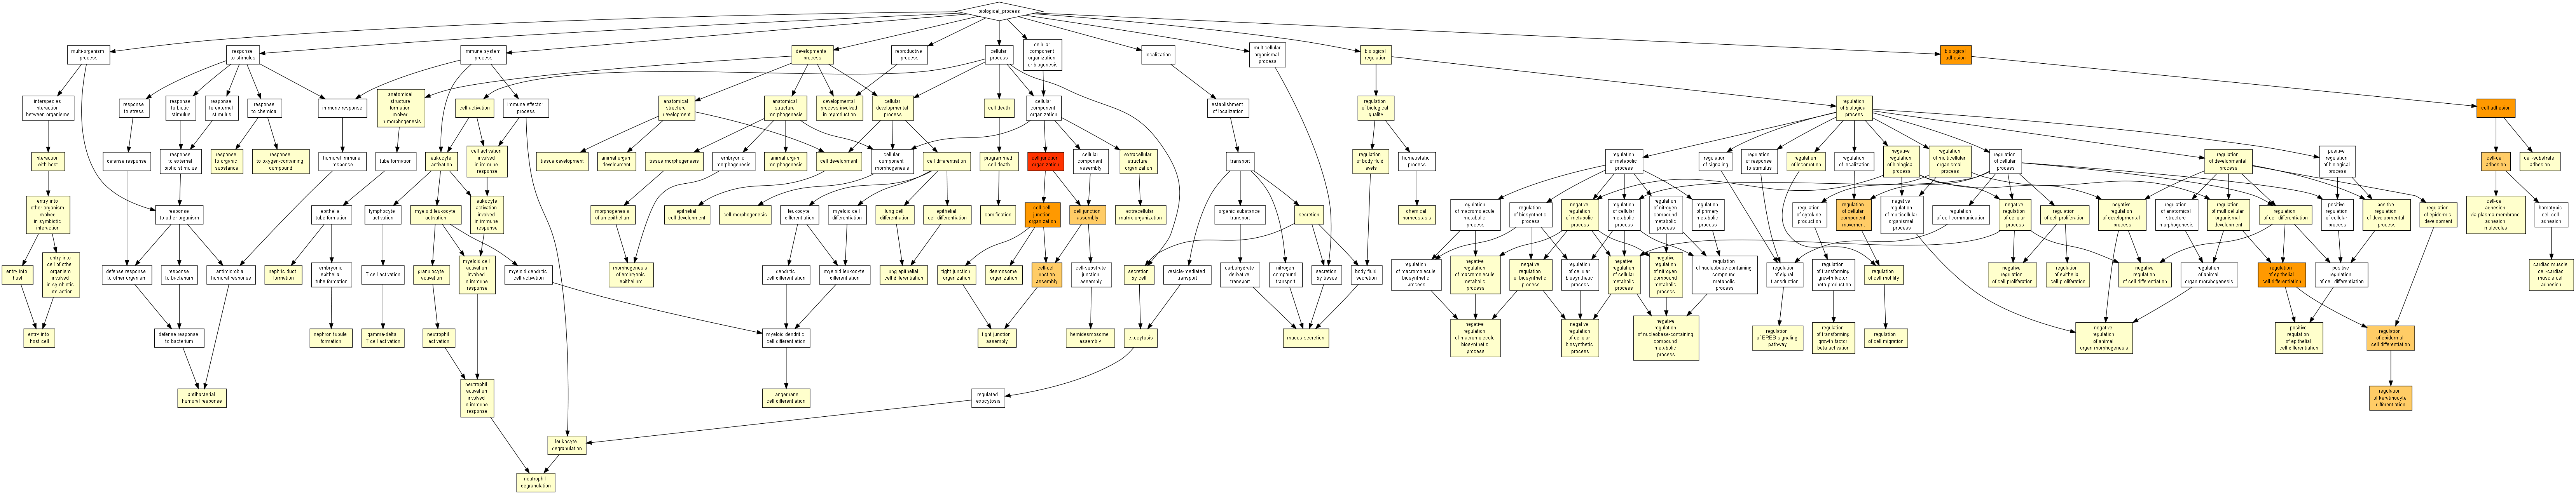 biological_process
multi-organism
process
response
to stimulus
immune system
process
developmental
process
reproductive
process
cellular
process
cellular
component
organization
or biogenesis
localization
multicellular
organismal
process
biological
regulation
biological
adhesion
interspecies
interaction
between organisms
response
to stress
response
to biotic
stimulus
response
to external
stimulus
response
to chemical
immune response
anatomical
structure
formation
involved
in morphogenesis
cell activation
immune effector
process
anatomical
structure
development
anatomical
structure
morphogenesis
developmental
process involved
in reproduction
cellular
developmental
process
cell death
cellular
component
organization
establishment
of localization
regulation
of biological
quality
regulation
of biological
process
cell adhesion
interaction
with host
defense response
response
to external
biotic stimulus
response
to organic
substance
response
to oxygen-containing
compound
humoral immune
response
tube formation
leukocyte
activation
cell activation
involved
in immune
response
tissue development
animal organ
development
tissue morphogenesis
embryonic
morphogenesis
animal organ
morphogenesis
cell development
cellular
component
morphogenesis
cell differentiation
programmed
cell death
cell junction
organization
cellular
component
assembly
extracellular
structure
organization
transport
regulation
of body fluid
levels
homeostatic
process
regulation
of metabolic
process
regulation
of signaling
regulation
of response
to stimulus
regulation
of locomotion
regulation
of localization
negative
regulation
of biological
process
regulation
of multicellular
organismal
process
regulation
of cellular
process
regulation
of developmental
process
positive
regulation
of biological
process
cell-cell
adhesion
cell-substrate
adhesion
entry into
other organism
involved
in symbiotic
interaction
response
to other organism
epithelial
tube formation
lymphocyte
activation
myeloid leukocyte
activation
leukocyte
activation
involved
in immune
response
morphogenesis
of an epithelium
epithelial
cell development
cell morphogenesis
leukocyte
differentiation
myeloid cell
differentiation
lung cell
differentiation
epithelial
cell differentiation
cornification
cell-cell
junction
organization
cell junction
assembly
extracellular
matrix organization
organic substance
transport
secretion
chemical
homeostasis
regulation
of macromolecule
metabolic
process
regulation
of biosynthetic
process
negative
regulation
of metabolic
process
regulation
of cellular
metabolic
process
regulation
of nitrogen
compound
metabolic
process
regulation
of primary
metabolic
process
regulation
of cytokine
production
regulation
of cellular
component
movement
negative
regulation
of multicellular
organismal
process
regulation
of cell communication
negative
regulation
of cellular
process
regulation
of cell proliferation
negative
regulation
of developmental
process
regulation
of anatomical
structure
morphogenesis
regulation
of multicellular
organismal
development
regulation
of cell differentiation
positive
regulation
of cellular
process
positive
regulation
of developmental
process
regulation
of epidermis
development
cell-cell
adhesion
via plasma-membrane
adhesion
molecules
homotypic
cell-cell
adhesion
entry into
host
entry into
cell of other
organism
involved
in symbiotic
interaction
defense response
to other organism
response
to bacterium
antimicrobial
humoral response
nephric duct
formation
embryonic
epithelial
tube formation
T cell activation
granulocyte
activation
myeloid cell
activation
involved
in immune
response
myeloid dendritic
cell activation
morphogenesis
of embryonic
epithelium
dendritic
cell differentiation
myeloid leukocyte
differentiation
lung epithelial
cell differentiation
tight junction
organization
desmosome
organization
cell-cell
junction
assembly
cell-substrate
junction
assembly
secretion
by cell
vesicle-mediated
transport
carbohydrate
derivative
transport
nitrogen
compound
transport
secretion
by tissue
body fluid
secretion
regulation
of macromolecule
biosynthetic
process
negative
regulation
of macromolecule
metabolic
process
negative
regulation
of biosynthetic
process
regulation
of cellular
biosynthetic
process
negative
regulation
of cellular
metabolic
process
negative
regulation
of nitrogen
compound
metabolic
process
regulation
of nucleobase-containing
compound
metabolic
process
regulation
of signal
transduction
regulation
of transforming
growth factor
beta production
regulation
of cell motility
negative
regulation
of cell proliferation
regulation
of epithelial
cell proliferation
negative
regulation
of cell differentiation
regulation
of animal
organ morphogenesis
regulation
of epithelial
cell differentiation
positive
regulation
of cell differentiation
cardiac muscle
cell-cardiac
muscle cell
adhesion
entry into
host cell
defense response
to bacterium
nephron tubule
formation
gamma-delta
T cell activation
neutrophil
activation
myeloid dendritic
cell differentiation
tight junction
assembly
hemidesmosome
assembly
exocytosis
mucus secretion
negative
regulation
of macromolecule
biosynthetic
process
negative
regulation
of cellular
biosynthetic
process
negative
regulation
of nucleobase-containing
compound
metabolic
process
regulation
of ERBB signaling
pathway
regulation
of transforming
growth factor
beta activation
regulation
of cell migration
negative
regulation
of animal
organ morphogenesis
positive
regulation
of epithelial
cell differentiation
regulation
of epidermal
cell differentiation
antibacterial
humoral response
neutrophil
activation
involved
in immune
response
Langerhans
cell differentiation
regulated
exocytosis
regulation
of keratinocyte
differentiation
leukocyte
degranulation
neutrophil
degranulation